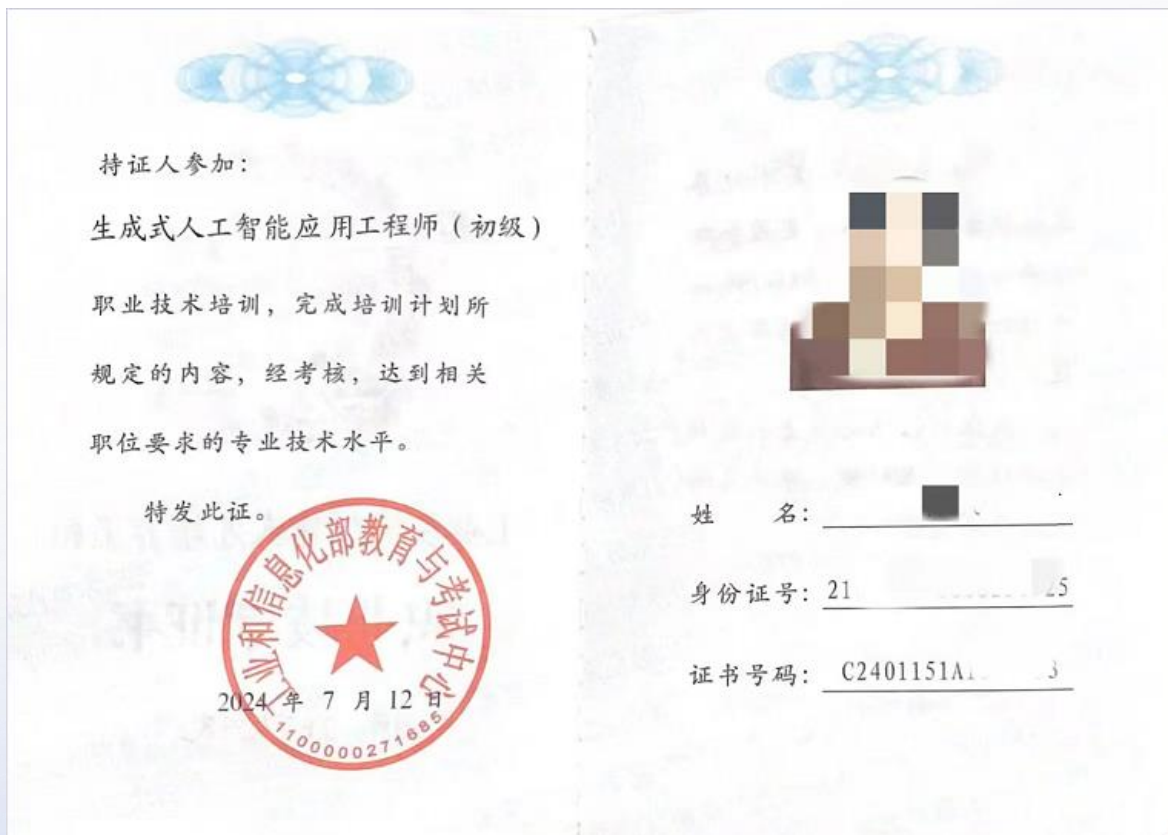 持证人参加：
生成式人工智能应用工程师（初级）
职业技术培训，完成培训计划所
规定的内容，经考核，达到相关
职位要求的专业技术水平。
特发此证。
工业和信息化部教育与考试中心
2024 年 7 月 12 日
1100000271685
姓 名：
身份证号：21 25
证书号码：C2401151A1 3